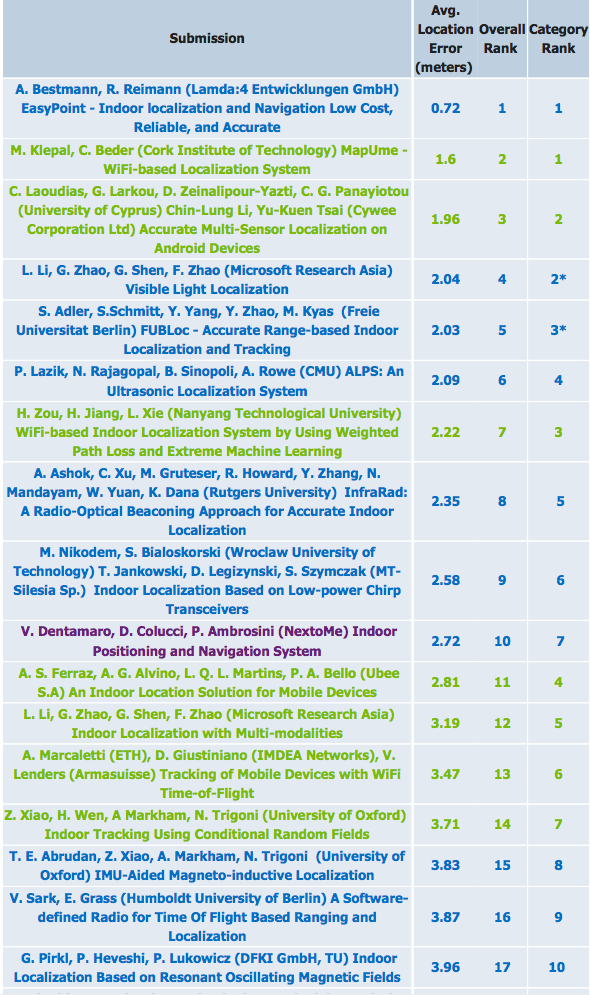 Submission
Avg.
Location
Error
(meters)
Overall
Rank
Category
Rank
A. Bestmann, R. Reimann (Lamda:4 Entwicklungen GmbH)
EasyPoint - Indoor localization and Navigation Low Cost,
Reliable, and Accurate
0.72 1 1
M. Klepal, C. Beder (Cork Institute of Technology) MapUme -
WiFi-based Localization System
1.6 2 1
C. Laoudias, G. Larkou, D. Zeinalipour-Yazti, C. G. Panayiotou
(University of Cyprus) Chin-Lung Li, Yu-Kuen Tsai (Cywee
Corporation Ltd) Accurate Multi-Sensor Localization on
Android Devices
1.96 3 2
L. Li, G. Zhao, G. Shen, F. Zhao (Microsoft Research Asia)
Visible Light Localization
2.04 4 2*
S. Adler, S.Schmitt, Y. Yang, Y. Zhao, M. Kyas (Freie
Universitat Berlin) FUBLoc - Accurate Range-based Indoor
Localization and Tracking
2.03 5 3*
P. Lazik, N. Rajagopal, B. Sinopoli, A. Rowe (CMU) ALPS: An
Ultrasonic Localization System
2.09 6 4
H. Zou, H. Jiang, L. Xie (Nanyang Technological University)
WiFi-based Indoor Localization System by Using Weighted
Path Loss and Extreme Machine Learning
2.22 7 3
A. Ashok, C. Xu, M. Gruteser, R. Howard, Y. Zhang, N.
Mandayam, W. Yuan, K. Dana (Rutgers University) InfraRad:
A Radio-Optical Beaconing Approach for Accurate Indoor
Localization
2.35 8 5
M. Nikodem, S. Bialoskorski (Wroclaw University of
Technology) T. Jankowski, D. Legizynski, S. Szymczak (MT-
Silesia Sp.) Indoor Localization Based on Low-power Chirp
Transceivers
2.58 9 6
V. Dentamaro, D. Colucci, P. Ambrosini (NextoMe) Indoor
Positioning and Navigation System
2.72 10 7
A. S. Ferraz, A. G. Alvino, L. Q. L. Martins, P. A. Bello (Ubee
S.A) An Indoor Location Solution for Mobile Devices
2.81 11 4
L. Li, G. Zhao, G. Shen, F. Zhao (Microsoft Research Asia)
Indoor Localization with Multi-modalities
3.19 12 5
A. Marcaletti (ETH), D. Giustiniano (IMDEA Networks), V.
Lenders (Armasuisse) Tracking of Mobile Devices with WiFi
Time-of-Flight
3.47 13 6
Z. Xiao, H. Wen, A Markham, N. Trigoni (University of Oxford)
Indoor Tracking Using Conditional Random Fields
3.71 14 7
T. E. Abrudan, Z. Xiao, A. Markham, N. Trigoni (University of
Oxford) IMU-Aided Magneto-inductive Localization
3.83 15 8
V. Sark, E. Grass (Humboldt University of Berlin) A Software-
defined Radio for Time Of Flight Based Ranging and
Localization
3.87 16 9
G. Pirkl, P. Heveshi, P. Lukowicz (DFKI GmbH, TU) Indoor
Localization Based on Resonant Oscillating Magnetic Fields
3.96 17 10